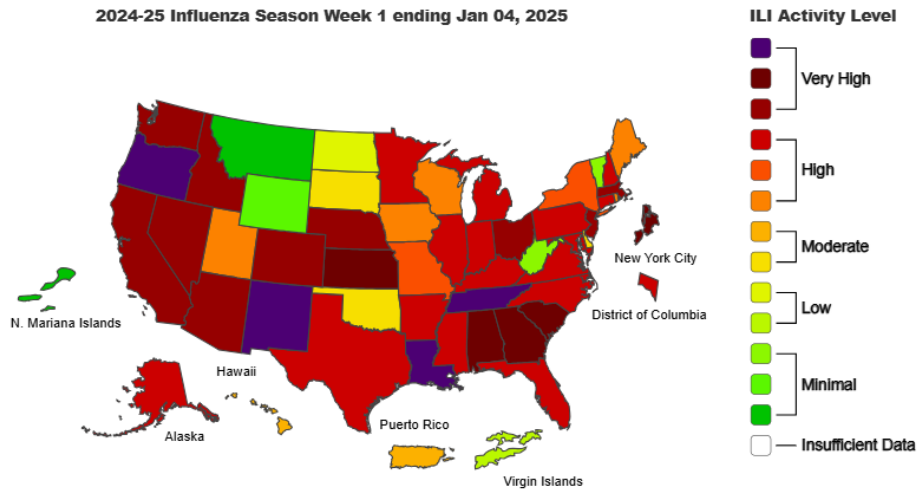 2024-25 Influenza Season Week 1 ending Jan 04, 2025
ILI Activity Level
Very High
High
Moderate
Low
Minimal
Insufficient Data
New York City
District of Columbia
N. Mariana Islands
Hawaii
Alaska
Puerto Rico
Virgin Islands